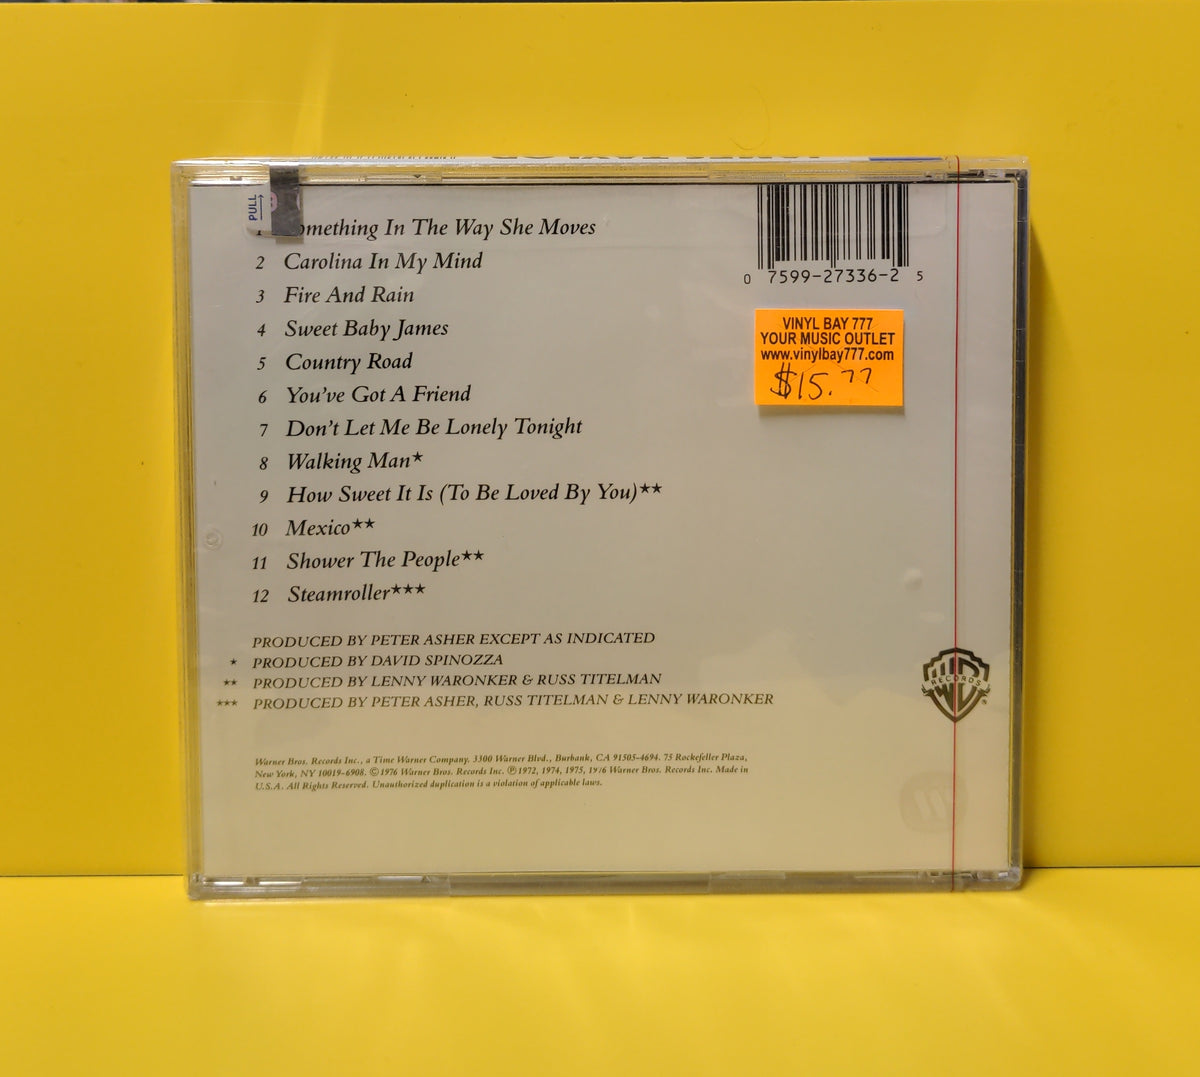 PULL
1 Something In The Way She Moves
2 Carolina In My Mind
3 Fire And Rain
4 Sweet Baby James
5 Country Road
6 You've Got A Friend
7 Don't Let Me Be Lonely Tonight
8 Walking Man★
9 How Sweet It Is (To Be Loved By You)★★
10 Mexico★★
11 Shower The People★★
12 Steamroller★★★
0 7599-27336-2 5
VINYL BAY 777
YOUR MUSIC OUTLET
www.vinylbay777.com
$15.77
PRODUCED BY PETER ASHER EXCEPT AS INDICATED
★ PRODUCED BY DAVID SPINOZZA
★★ PRODUCED BY LENNY WARONKER & RUSS TITELMAN
★★★ PRODUCED BY PETER ASHER, RUSS TITELMAN & LENNY WARONKER
WB RECORDS ®
Warner Bros. Records Inc., a Time Warner Company. 3300 Warner Blvd., Burbank, CA 91505-4694. 75 Rockefeller Plaza,
New York, NY 10019-6908. ©1976 Warner Bros. Records Inc. ℗1972, 1974, 1975, 1976 Warner Bros. Records Inc. Made in
U.S.A. All Rights Reserved. Unauthorized duplication is a violation of applicable laws.